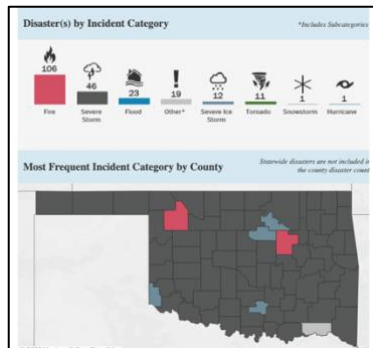 Disaster(s) by Incident Category
*Includes Subcategories
106
46
23
19
12
11
1
1
Fire
Severe Storm
Flood
Other*
Severe Ice Storm
Tornado
Snowstorm
Hurricane
Most Frequent Incident Category by County
Statewide disasters are not included in
the county disaster count